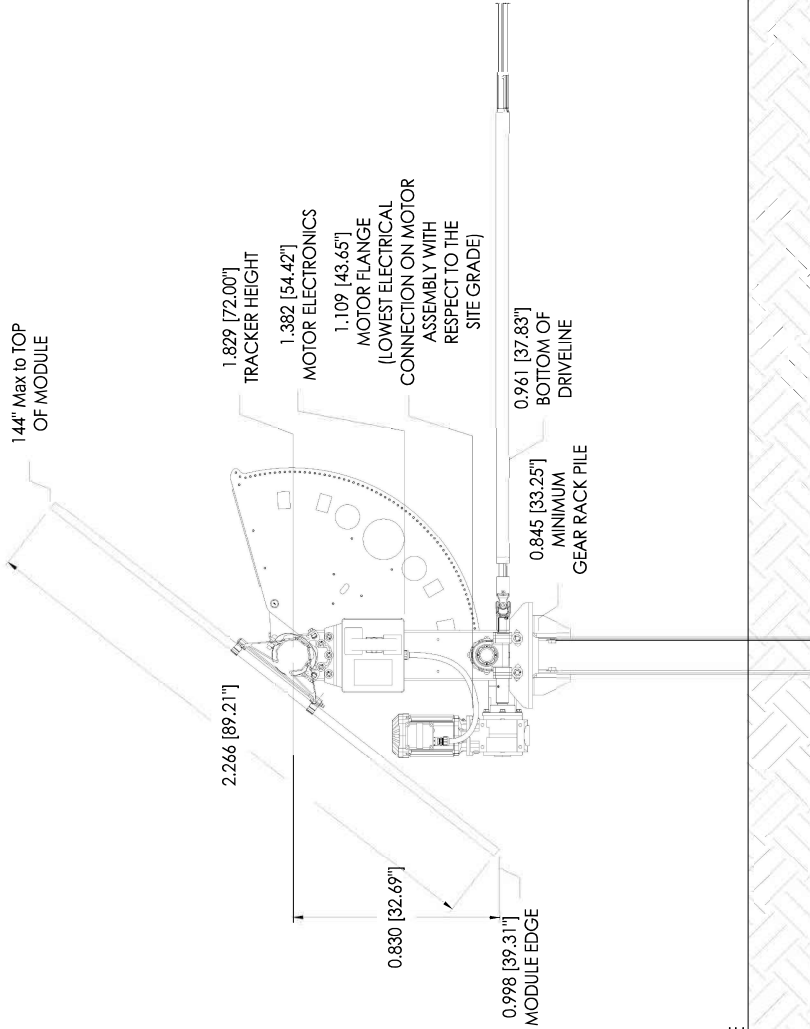 144" Max to TOP
OF MODULE
1.829 [72.00"]
TRACKER HEIGHT
1.382 [54.42"]
MOTOR ELECTRONICS
1.109 [43.65"]
MOTOR FLANGE
(LOWEST ELECTRICAL
CONNECTION ON MOTOR
ASSEMBLY WITH
RESPECT TO THE
SITE GRADE)
0.961 [37.83"]
BOTTOM OF
DRIVELINE
0.845 [33.25"]
MINIMUM
GEAR RACK PILE
2.266 [89.21"]
0.830 [32.69"]
0.998 [39.31"]
MODULE EDGE